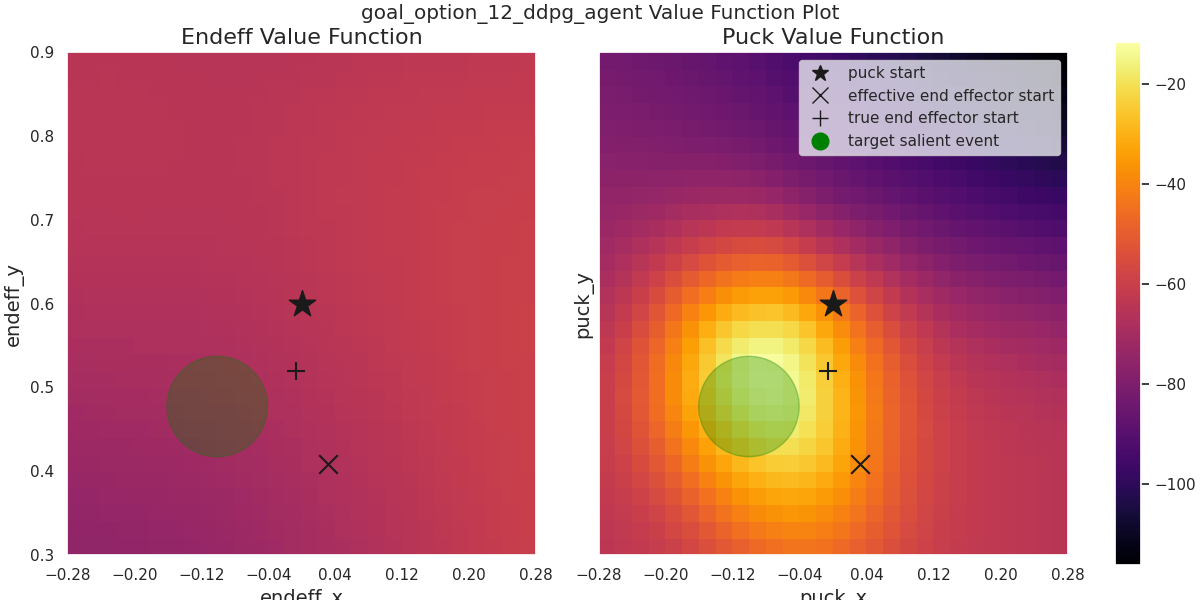 goal_option_12_ddpg_agent Value Function Plot
Endeff Value Function
Puck Value Function
0.9
0.8
0.7
0.6
0.5
0.4
0.3
endeff_y
−0.28 −0.20 −0.12 −0.04 0.04 0.12 0.20 0.28
endeff_x
puck_y
puck start
effective end effector start
true end effector start
target salient event
−0.28 −0.20 −0.12 −0.04 0.04 0.12 0.20 0.28
puck_x
−20
−40
−60
−80
−100